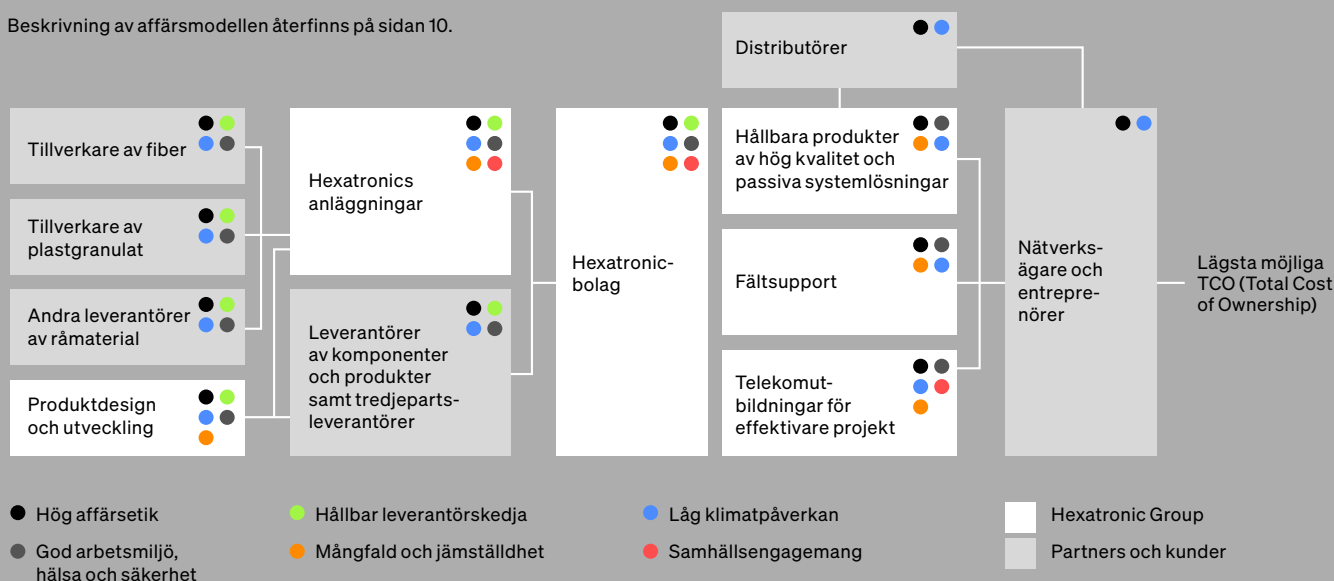 Beskrivning av affärsmodellen återfinns på sidan 10.
Tillverkare av fiber
Tillverkare av
plastgranulat
Andra leverantörer
av råmaterial
Produktdesign
och utveckling
Hexatronics
anläggningar
Leverantörer
av komponenter
och produkter
samt tredjeparts-
leverantörer
Hexatronic-
bolag
Distributörer
Hållbara produkter
av hög kvalitet och
passiva systemlösningar
Fältsupport
Telekomut-
bildningar för
effektivare projekt
Nätverks-
ägare och
entrepre-
nörer
Lägsta möjliga
TCO (Total Cost
of Ownership)
Hög affärsetik
God arbetsmiljö,
hälsa och säkerhet
Hållbar leverantörskedja
Mångfald och jämställdhet
Låg klimatpåverkan
Samhällsengagemang
Hexatronic Group
Partners och kunder